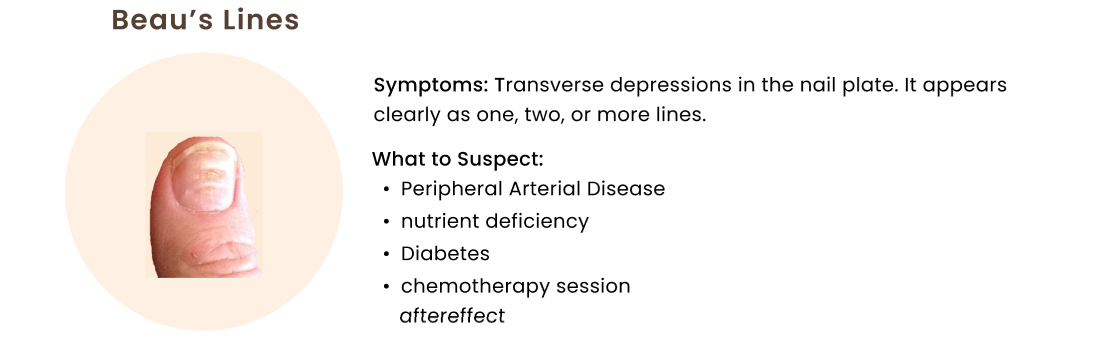 Beau’s Lines
Symptoms: Transverse depressions in the nail plate. It appears
clearly as one, two, or more lines.
What to Suspect:
• Peripheral Arterial Disease
• nutrient deficiency
• Diabetes
• chemotherapy session
aftereffect